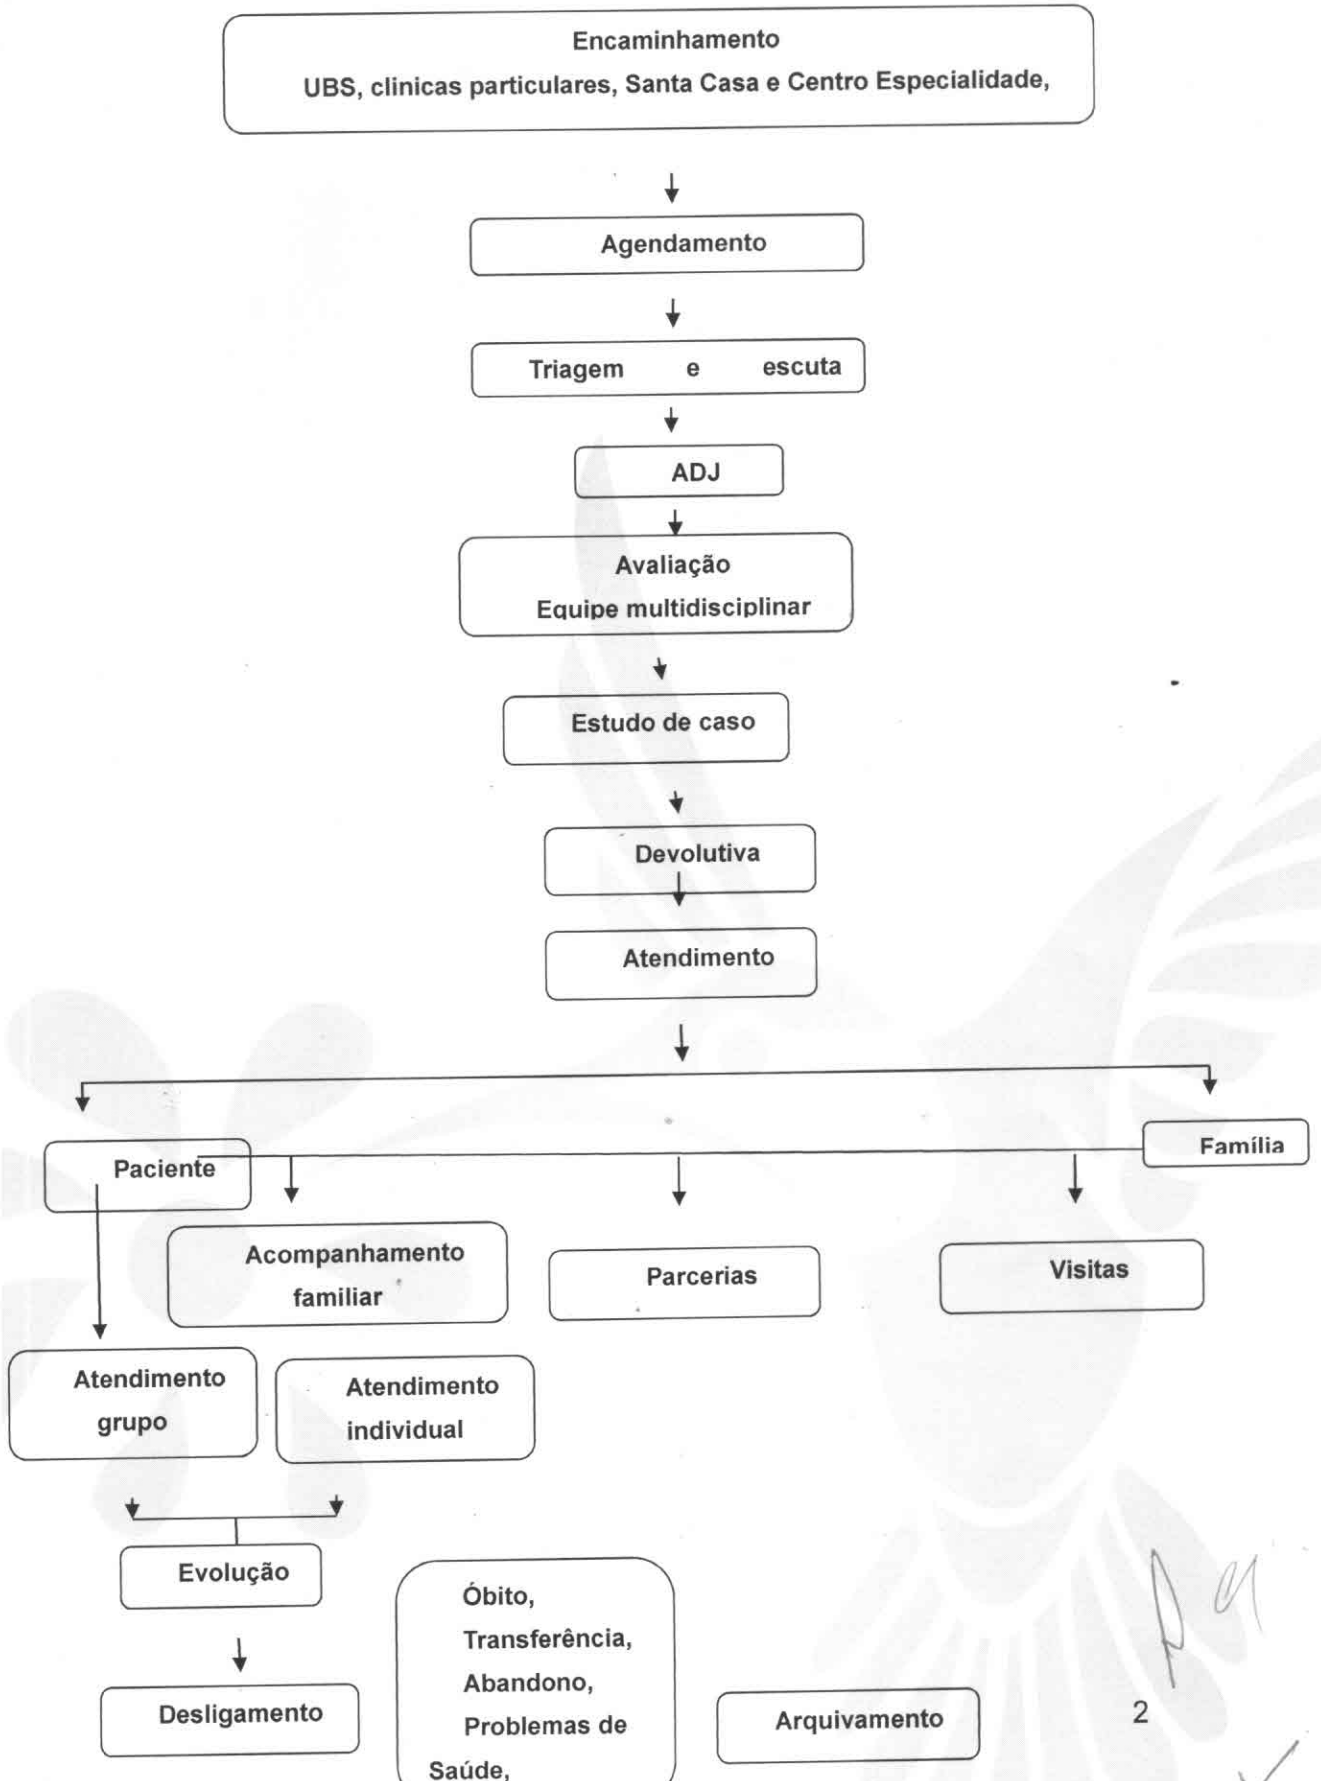 Encaminhamento
UBS, clinicas particulares, Santa Casa e Centro Especialidade,
Agendamento
Triagem e escuta
ADJ
Avaliação
Equipe multidisciplinar
Estudo de caso
Devolutiva
Atendimento
Paciente
Família
Acompanhamento
familiar
Parcerias
Visitas
Atendimento
grupo
Atendimento
individual
Evolução
Óbito,
Transferência,
Abandono,
Problemas de
Saúde,
Desligamento
Arquivamento
2